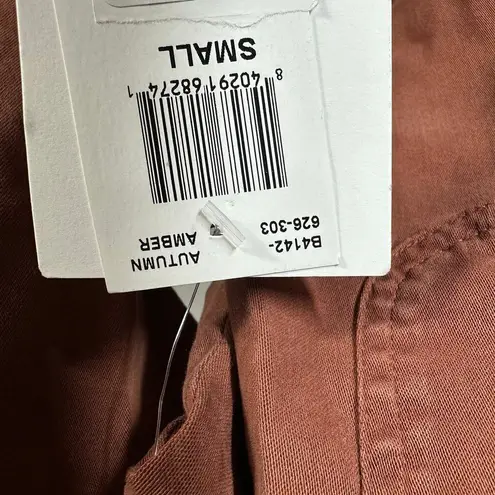 B4142- AUTUMN
626-303 AMBER
8 40291 68274 1
SMALL